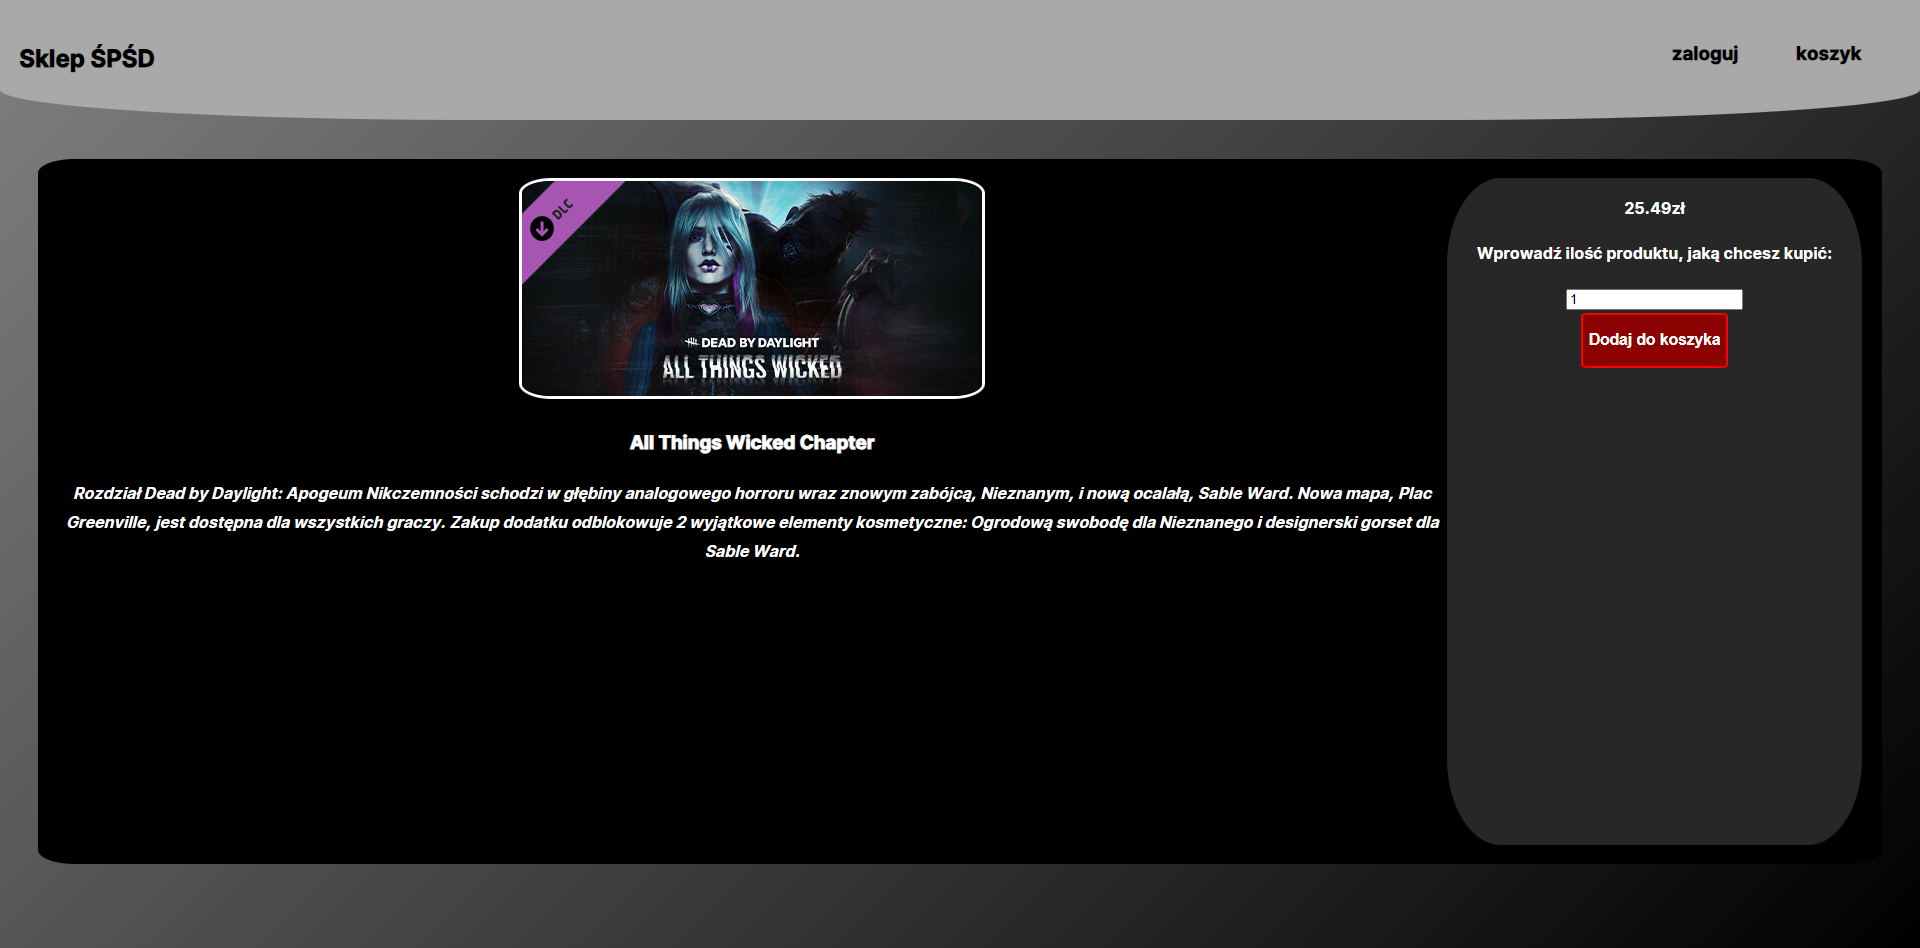 Sklep ŚPŚD
zaloguj
koszyk
DLC
DEAD BY DAYLIGHT
ALL THINGS WICKED
All Things Wicked Chapter
Rozdział Dead by Daylight: Apogeum Nikczemności schodzi w głębiny analogowego horroru wraz znowym zabójcą, Nieznanym, i nową ocalałą, Sable Ward. Nowa mapa, Plac
Greenville, jest dostępna dla wszystkich graczy. Zakup dodatku odblokowuje 2 wyjątkowe elementy kosmetyczne: Ogrodową swobodę dla Nieznanego i designerski gorset dla
Sable Ward.
25.49zł
Wprowadź ilość produktu, jaką chcesz kupić:
1
Dodaj do koszyka